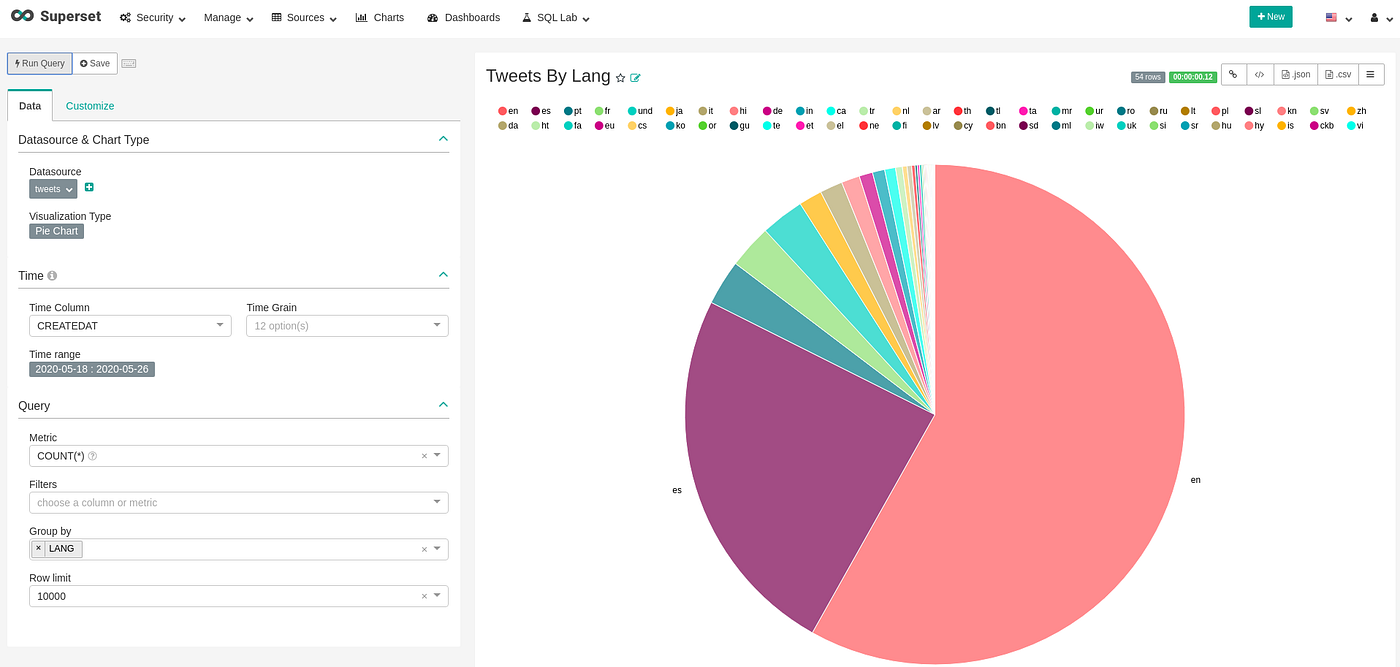 Superset Security Manage Sources Charts Dashboards SQL Lab + New
Run Query Save
Tweets By Lang
54 rows 00:00:00.12 </> .json .csv
Data Customize
en es pt fr und ja it hi de in ca tr nl ar th tl ta mr ur ro ru lt pl sl kn sv zh
da ht fa eu cs ko or gu te et el ne fi lv cy bn sd ml iw uk si sr hu hy is ckb vi
Datasource & Chart Type
Datasource
tweets
Visualization Type
Pie Chart
Time
Time Column Time Grain
CREATEDAT 12 option(s)
Time range
2020-05-18 : 2020-05-26
Query
Metric
COUNT(*) ? ×
Filters
choose a column or metric
Group by
× LANG ×
Row limit
10000 ×
es
en